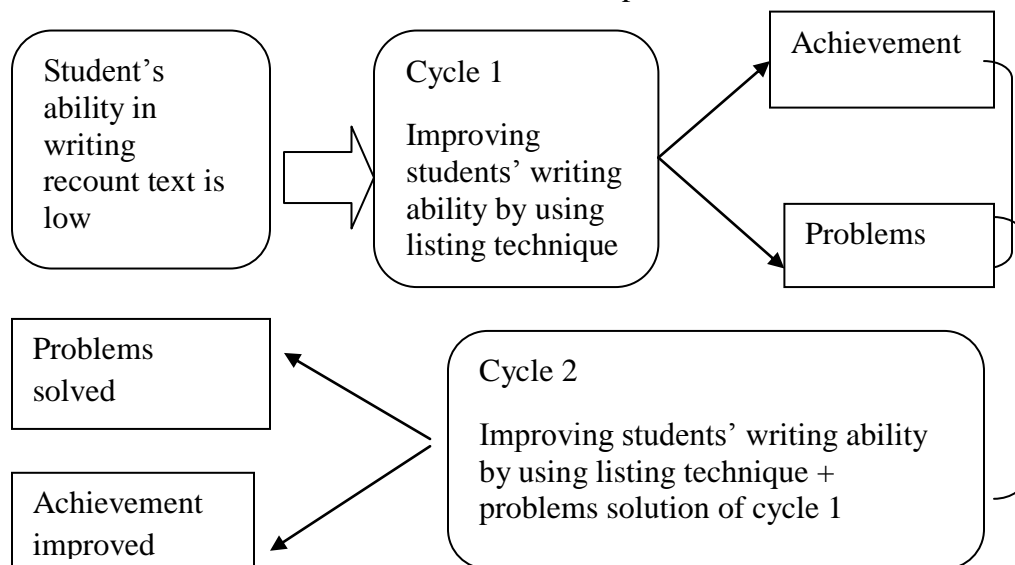 Student’s
ability in
writing
recount text is
low
Cycle 1
Improving
students’ writing
ability by using
listing technique
Achievement
Problems
Problems
solved
Achievement
improved
Cycle 2
Improving students’ writing ability
by using listing technique +
problems solution of cycle 1